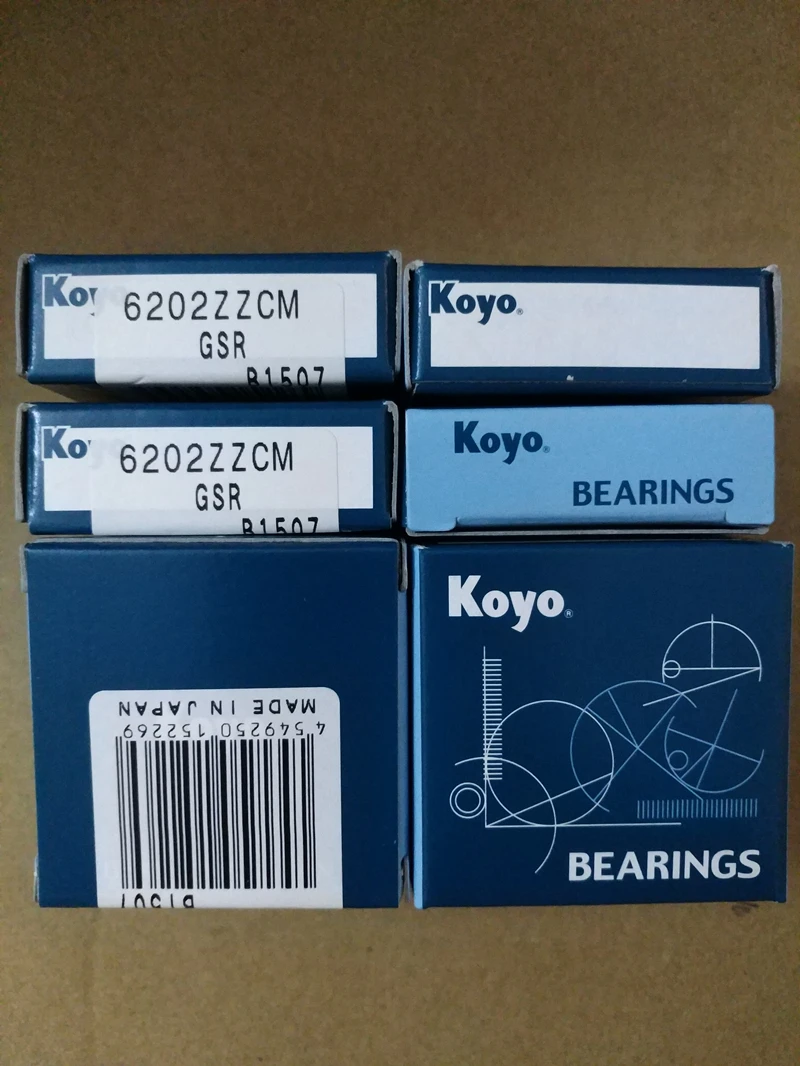 Koyo
6202ZZCM
GSR
B1507
Koyo
Koyo
6202ZZCM
GSR
B1507
Koyo
BEARINGS
MADE IN JAPAN
4 549250 152269
B1507
Koyo
BEARINGS